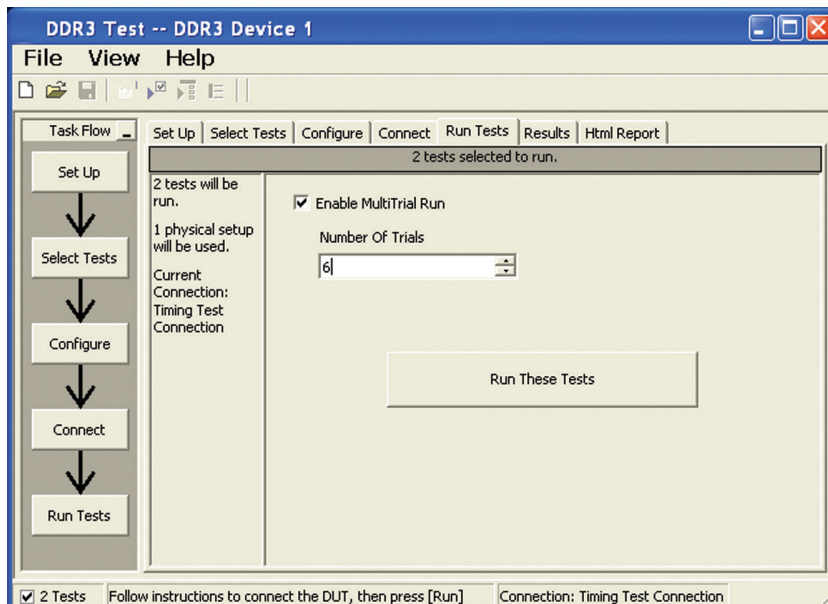 DDR3 Test -- DDR3 Device 1
File View Help
Task Flow
Set Up
Select Tests
Configure
Connect
Run Tests
Set Up Select Tests Configure Connect Run Tests Results Html Report
2 tests selected to run.
2 tests will be
run.
1 physical setup
will be used.
Current
Connection:
Timing Test
Connection
Enable MultiTrial Run
Number Of Trials
6
Run These Tests
2 Tests
Follow instructions to connect the DUT, then press [Run]
Connection: Timing Test Connection